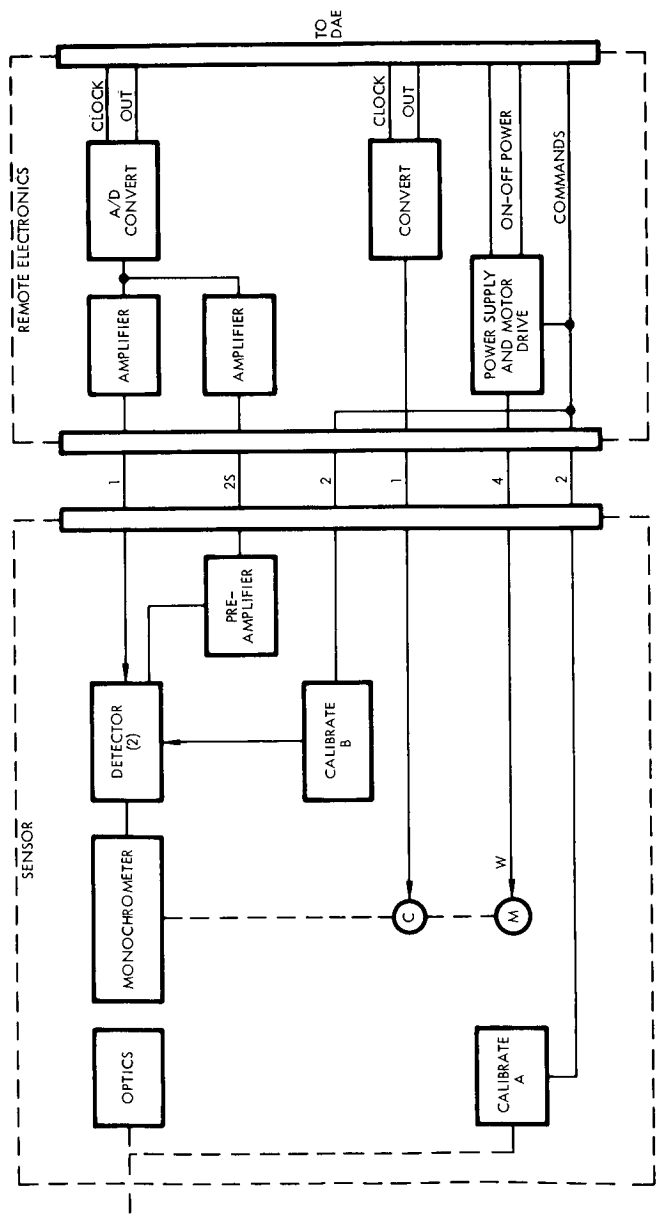 SENSOR
OPTICS
MONOCHROMETER
DETECTOR
(2)
PRE-
AMPLIFIER
CALIBRATE
B
C
M
W
CALIBRATE
A
1
2S
2
1
4
2
REMOTE ELECTRONICS
AMPLIFIER
AMPLIFIER
A/D
CONVERT
CLOCK
OUT
CONVERT
CLOCK
OUT
POWER SUPPLY
AND MOTOR
DRIVE
ON-OFF POWER
COMMANDS
TO
DAE